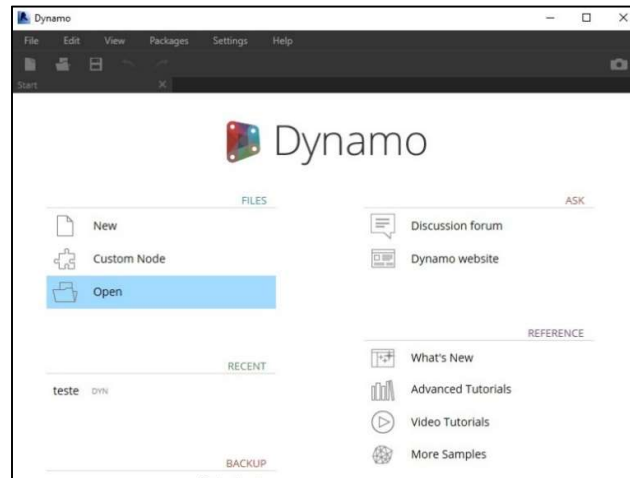 Dynamo
File Edit View Packages Settings Help
Start
Dynamo
FILES
New
Custom Node
Open
RECENT
teste DYN
BACKUP
ASK
Discussion forum
Dynamo website
REFERENCE
What's New
Advanced Tutorials
Video Tutorials
More Samples